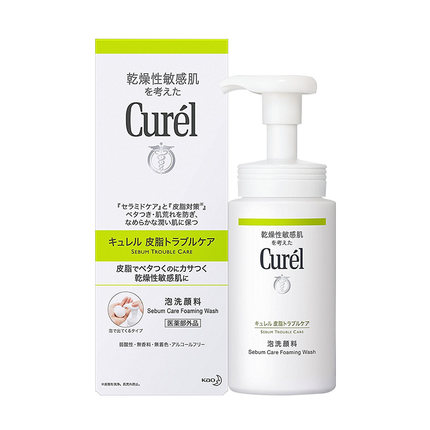 乾燥性敏感肌
を考えた
Curél
『セラミドケア』と『皮脂対策※』
ベタつき・肌荒れを防ぎ、
なめらかな潤い肌に保つ
キュレル 皮脂トラブルケア
SEBUM TROUBLE CARE
皮脂でベタつくのにカサつく
乾燥性敏感肌に
泡洗顔料
Sebum Care Foaming Wash
医薬部外品
泡で出てくるタイプ
弱酸性・無香料・無着色・アルコールフリー
Kao
乾燥性敏感肌
を考えた
Curél
キュレル 皮脂トラブルケア
SEBUM TROUBLE CARE
泡洗顔料
Sebum Care Foaming Wash